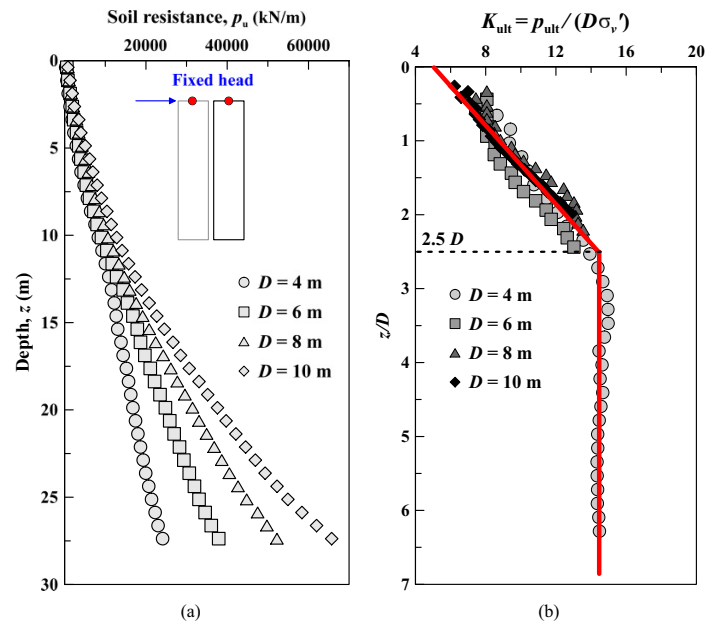 Soil resistance, pᵤ (kN/m)
0 20000 40000 60000
Fixed head
0
5
10
15
20
25
30
Depth, z (m)
D = 4 m
D = 6 m
D = 8 m
D = 10 m
(a)
Kᵤₗₜ = pᵤₗₜ / (Dσᵥ')
4 8 12 16 20
0
1
2
3
4
5
6
7
z/D
2.5 D
D = 4 m
D = 6 m
D = 8 m
D = 10 m
(b)